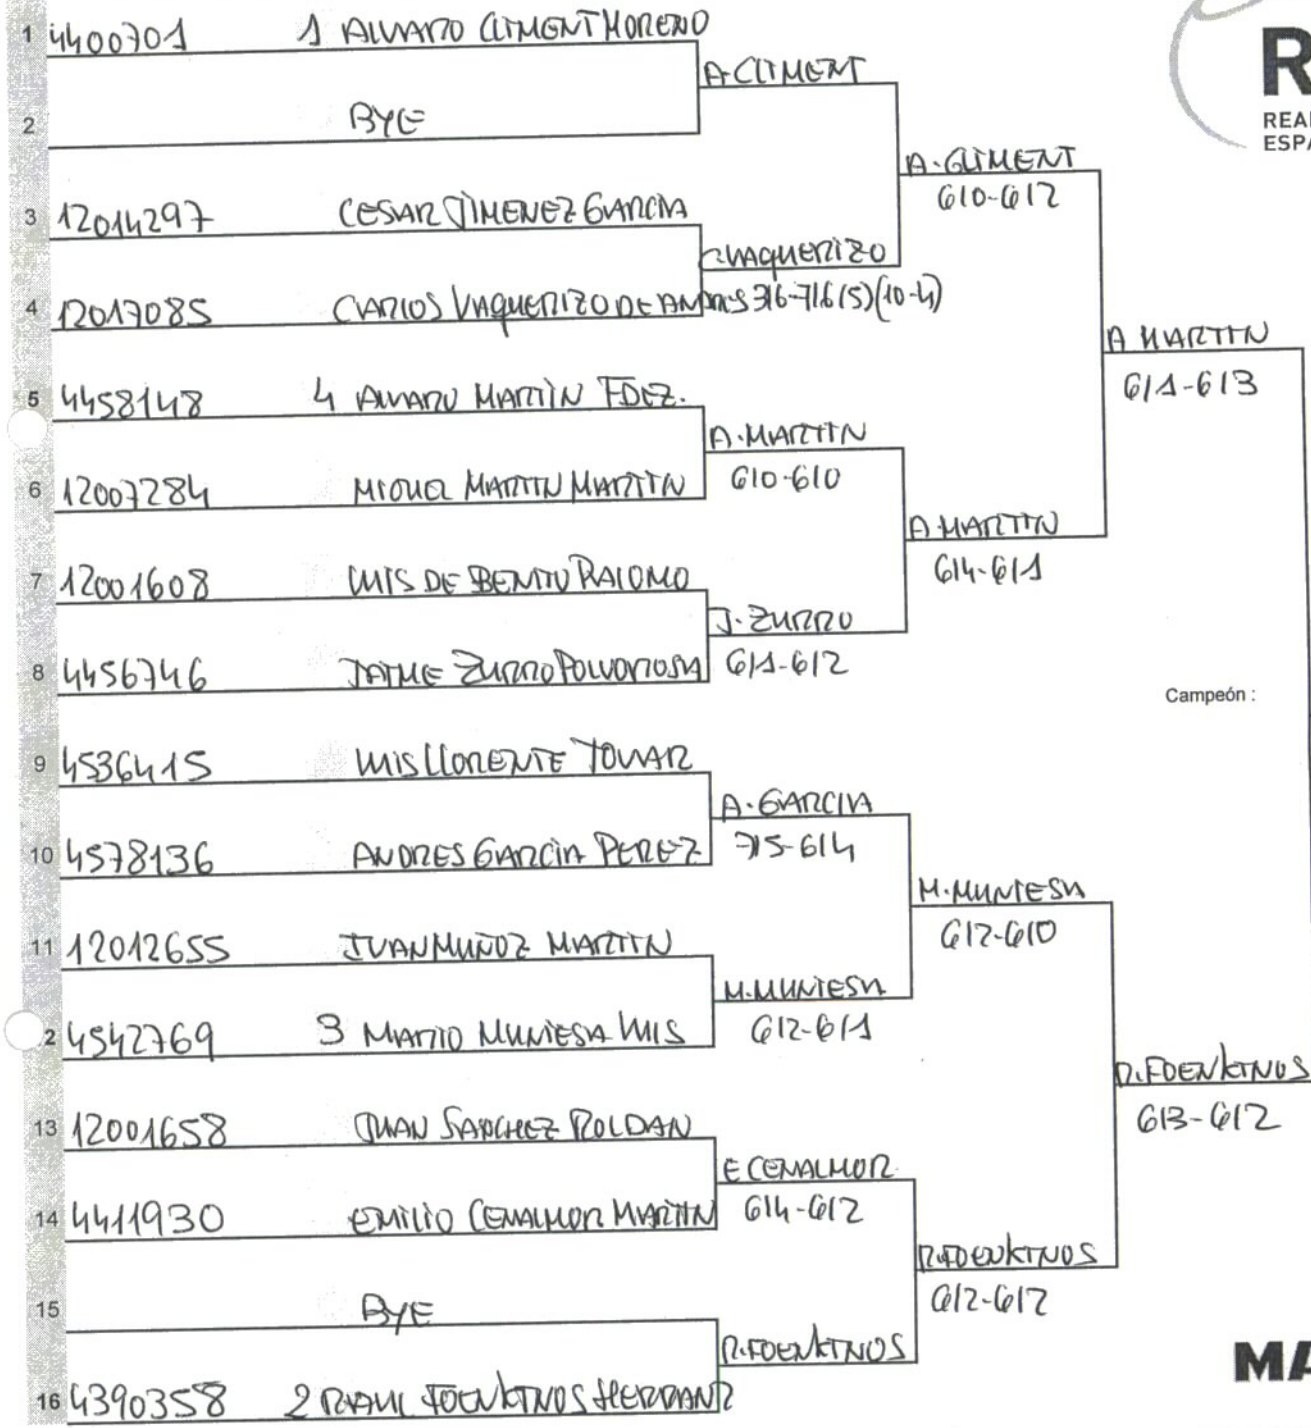 1 4400701 1 ALVARO CLIMENT MORENO
A.CLIMENT
2 BYE
A.CLIMENT
6/0-6/2
3 12014297 CESAR JIMENEZ GARCIA
C.VAQUERIZO
4 12017085 CARLOS VAQUERIZO DE ANDRES 3/6-7/6(5)(10-4)
A MARTIN
6/1-6/3
5 4458148 4 ALVARO MARTÍN FDEZ.
A.MARTIN
6/0-6/0
6 12007284 MIGUEL MARTIN MARTIN
A.MARTIN
6/4-6/1
7 12001608 LUIS DE BENITO PALOMO
J.ZURRO
6/1-6/2
8 4456746 JAIME ZURRO POLVOROSA
Campeón :
9 4536415 LUIS LLORENTE TOVAR
A.GARCIA
7/5-6/4
10 4578136 ANDRES GARCÍA PEREZ
M.MUNIESA
6/2-6/0
11 12012655 JUAN MUÑOZ MARTIN
M.MUNIESA
6/2-6/1
2 4542769 3 MARIO MUNIESA LUIS
R.FOENKINOS
6/3-6/2
13 12001658 JUAN SANCHEZ ROLDAN
E CENALMOR
6/4-6/2
14 4411930 EMILIO CENALMOR MARTIN
R.FOENKINOS
6/2-6/2
15 BYE
R.FOENKINOS
16 4390358 2 RAUL FOENKINOS HERRANZ
R
REA
ESPA
MA